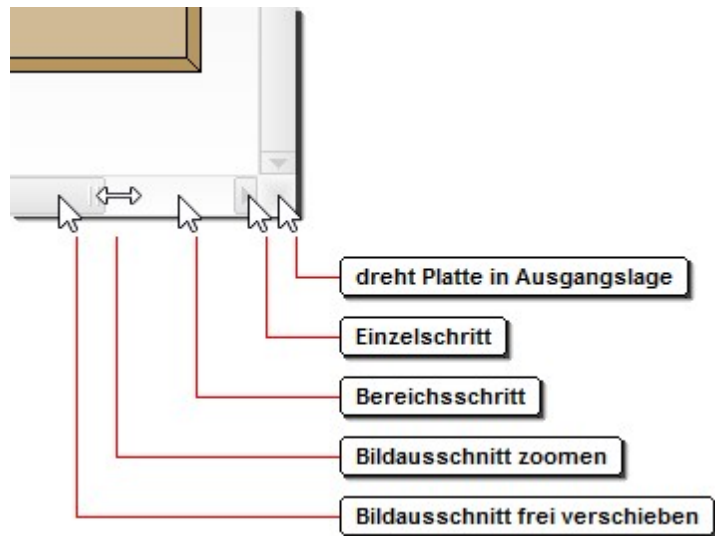 dreht Platte in Ausgangslage
Einzelschritt
Bereichsschritt
Bildausschnitt zoomen
Bildausschnitt frei verschieben